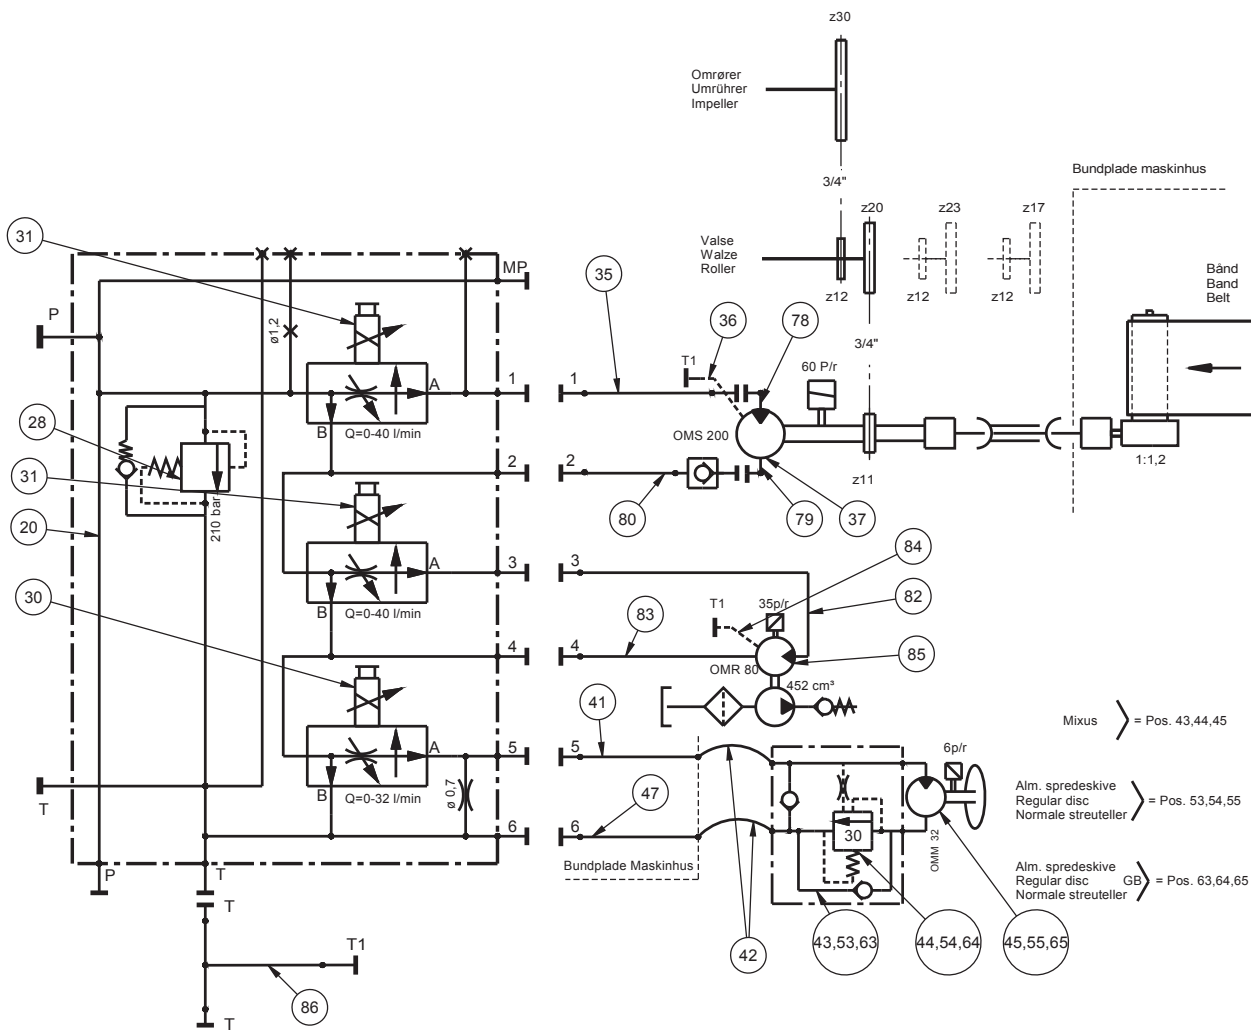 z30
Omrører
Umrührer
Impeller
3/4"
Bundplade maskinhus
z20
z23
z17
31
Valse
Walze
Roller
z12
z12
z12
Bånd
Band
Belt
MP
35
36
78
P
ø1,2
T1
60 P/r
3/4"
A
1
1
28
B
Q=0-40 l/min
OMS 200
31
2
2
z11
1:1,2
210 bar
80
79
37
20
84
A
3
3
B
Q=0-40 l/min
T1
35p/r
82
30
83
4
4
OMR 80
85
452 cm³
41
Mixus = Pos. 43,44,45
A
5
5
6p/r
T
B
Q=0-32 l/min
ø 0,7
47
Alm. spredeskive
Regular disc = Pos. 53,54,55
Normale streuteller
6
6
30
OMM 32
Bundplade Maskinhus
P
T
Alm. spredeskive
Regular disc GB = Pos. 63,64,65
Normale streuteller
T
42
43,53,63
44,54,64
45,55,65
T1
86
T